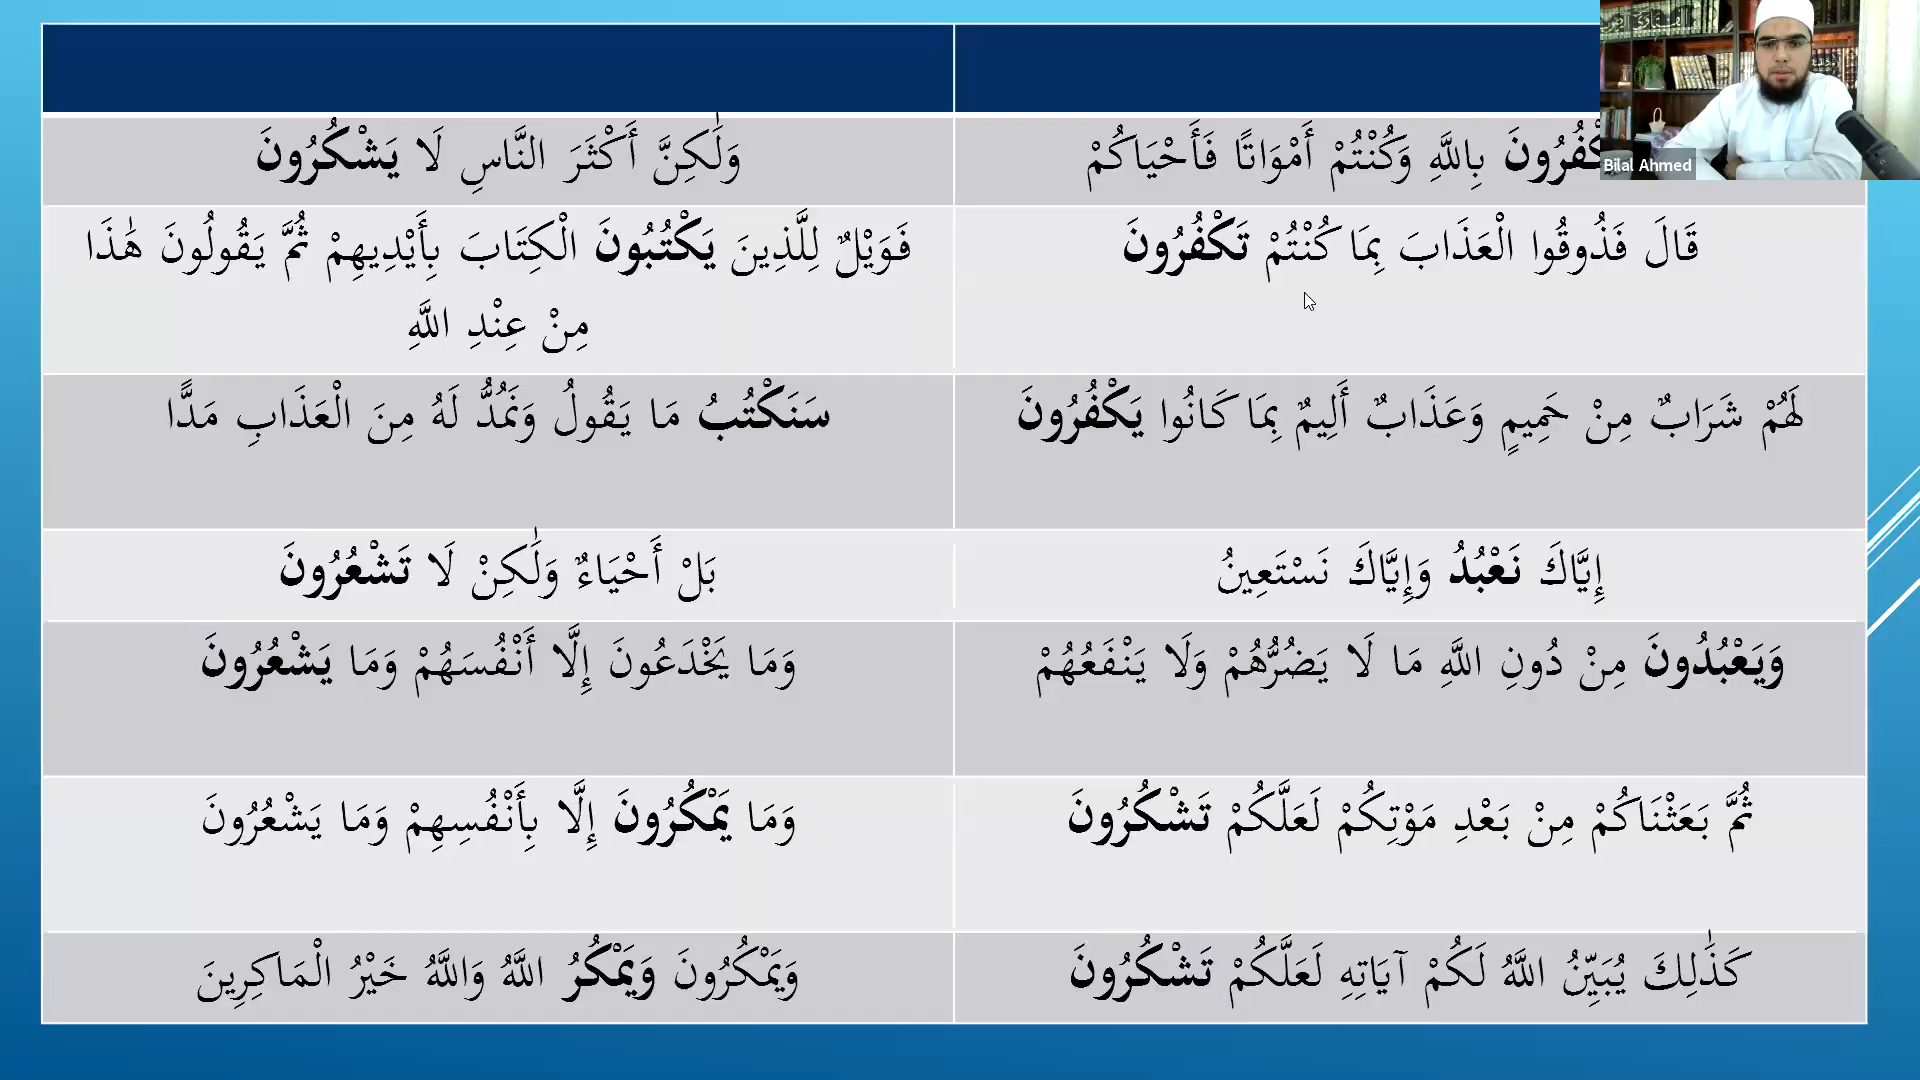 بِاللَّهِ وَكُنْتُمْ أَمْوَاتًا فَأَحْيَاكُمْ
وَلَٰكِنَّ أَكْثَرَ النَّاسِ لَا يَشْكُرُونَ
قَالَ فَذُوقُوا الْعَذَابَ بِمَا كُنْتُمْ تَكْفُرُونَ
فَوَيْلٌ لِلَّذِينَ يَكْتُبُونَ الْكِتَابَ بِأَيْدِيهِمْ ثُمَّ يَقُولُونَ هَٰذَا
مِنْ عِنْدِ اللَّهِ
لَهُمْ شَرَابٌ مِنْ حَمِيمٍ وَعَذَابٌ أَلِيمٌ بِمَا كَانُوا يَكْفُرُونَ
سَنَكْتُبُ مَا يَقُولُ وَنَمُدُّ لَهُ مِنَ الْعَذَابِ مَدًّا
إِيَّاكَ نَعْبُدُ وَإِيَّاكَ نَسْتَعِينُ
بَلْ أَحْيَاءٌ وَلَٰكِنْ لَا تَشْعُرُونَ
وَيَعْبُدُونَ مِنْ دُونِ اللَّهِ مَا لَا يَضُرُّهُمْ وَلَا يَنْفَعُهُمْ
وَمَا يَخْدَعُونَ إِلَّا أَنْفُسَهُمْ وَمَا يَشْعُرُونَ
ثُمَّ بَعَثْنَاكُمْ مِنْ بَعْدِ مَوْتِكُمْ لَعَلَّكُمْ تَشْكُرُونَ
وَمَا يَمْكُرُونَ إِلَّا بِأَنْفُسِهِمْ وَمَا يَشْعُرُونَ
كَذَٰلِكَ يُبَيِّنُ اللَّهُ لَكُمْ آيَاتِهِ لَعَلَّكُمْ تَشْكُرُونَ
وَيَمْكُرُونَ وَيَمْكُرُ اللَّهُ وَاللَّهُ خَيْرُ الْمَاكِرِينَ
Bilal Ahmed